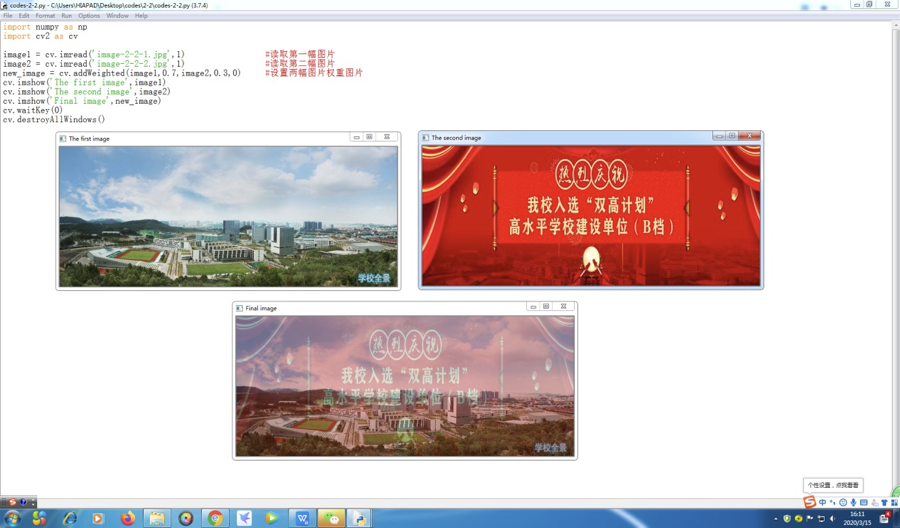 codes-2-2.py - C:\Users\HIAPAD\Desktop\codes\2-2\codes-2-2.py (3.7.4)
File Edit Format Run Options Window Help
import numpy as np
import cv2 as cv
image1 = cv.imread('image-2-2-1.jpg',1) #读取第一幅图片
image2 = cv.imread('image-2-2-2.jpg',1) #读取第二幅图片
new_image = cv.addWeighted(image1,0.7,image2,0.3,0) #设置两幅图片权重图片
cv.imshow('The first image',image1)
cv.imshow('The second image',image2)
cv.imshow('Final image',new_image)
cv.waitKey(0)
cv.destroyAllWindows()
The first image
学校全景
The second image
热烈庆祝
我校入选“双高计划”
高水平学校建设单位(B档)
Final image
热烈庆祝
我校入选“双高计划”
高水平学校建设单位(B档)
学校全景
个性设置，点我看看
中
16:11
2020/3/15